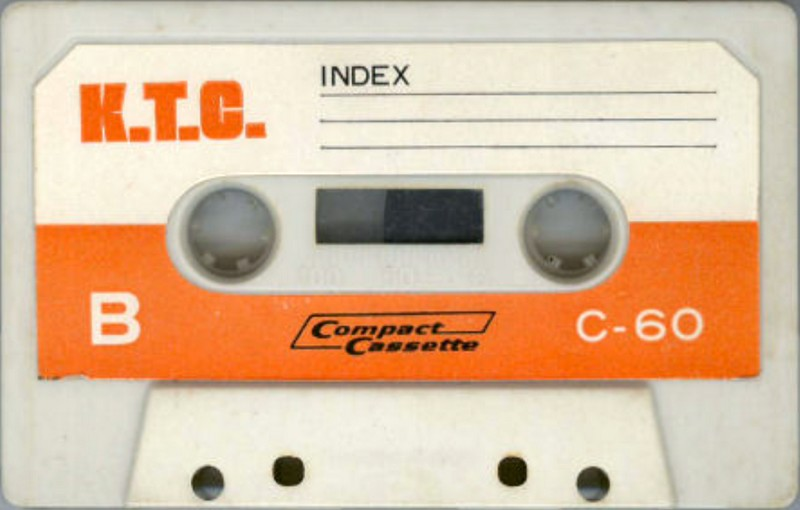 K.T.C.
INDEX
B
Compact
Cassette
C-60